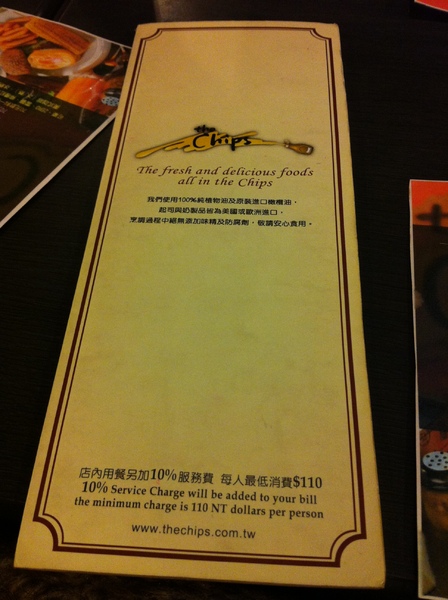 the
Chips
The fresh and delicious foods
all in the Chips
我們使用100%純植物油及原裝進口橄欖油、
起司與奶製品皆為美國或歐洲進口、
烹調過程中絕無添加味精及防腐劑，敬請安心食用。
店內用餐另加10%服務費 每人最低消費$110
10% Service Charge will be added to your bill
the minimum charge is 110 NT dollars per person
www.thechips.com.tw